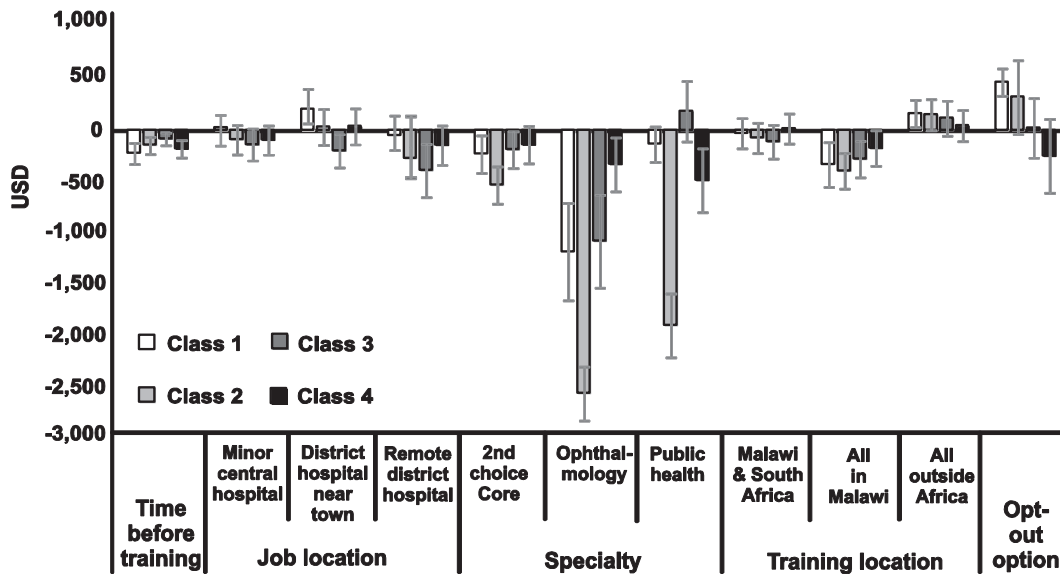 1,000
500
0
-500
-1,000
-1,500
-2,000
-2,500
-3,000
USD
Class 1
Class 3
Class 2
Class 4
Time
before
training
Minor
central
hospital
District
hospital
near
town
Remote
district
hospital
Job location
2nd
choice
Core
Ophthal-
mology
Public
health
Specialty
Malawi
& South
Africa
All
in
Malawi
All
outside
Africa
Training location
Opt-
out
option